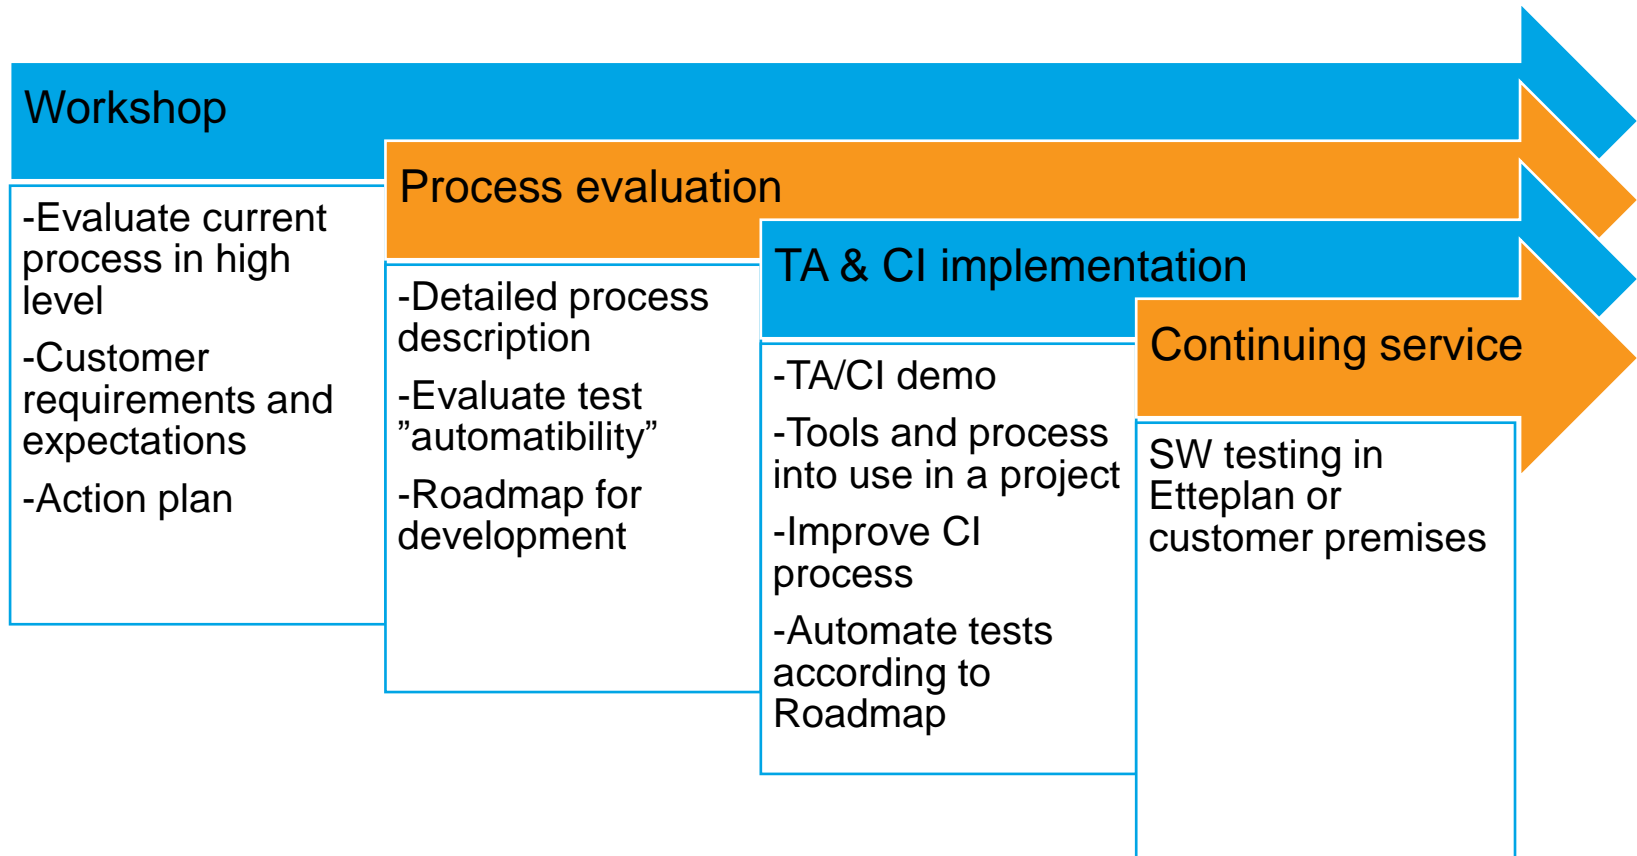 Workshop
-Evaluate current
process in high
level
-Customer
requirements and
expectations
-Action plan
Process evaluation
-Detailed process
description
-Evaluate test
”automatibility”
-Roadmap for
development
TA & CI implementation
-TA/CI demo
-Tools and process
into use in a project
-Improve CI
process
-Automate tests
according to
Roadmap
Continuing service
SW testing in
Etteplan or
customer premises